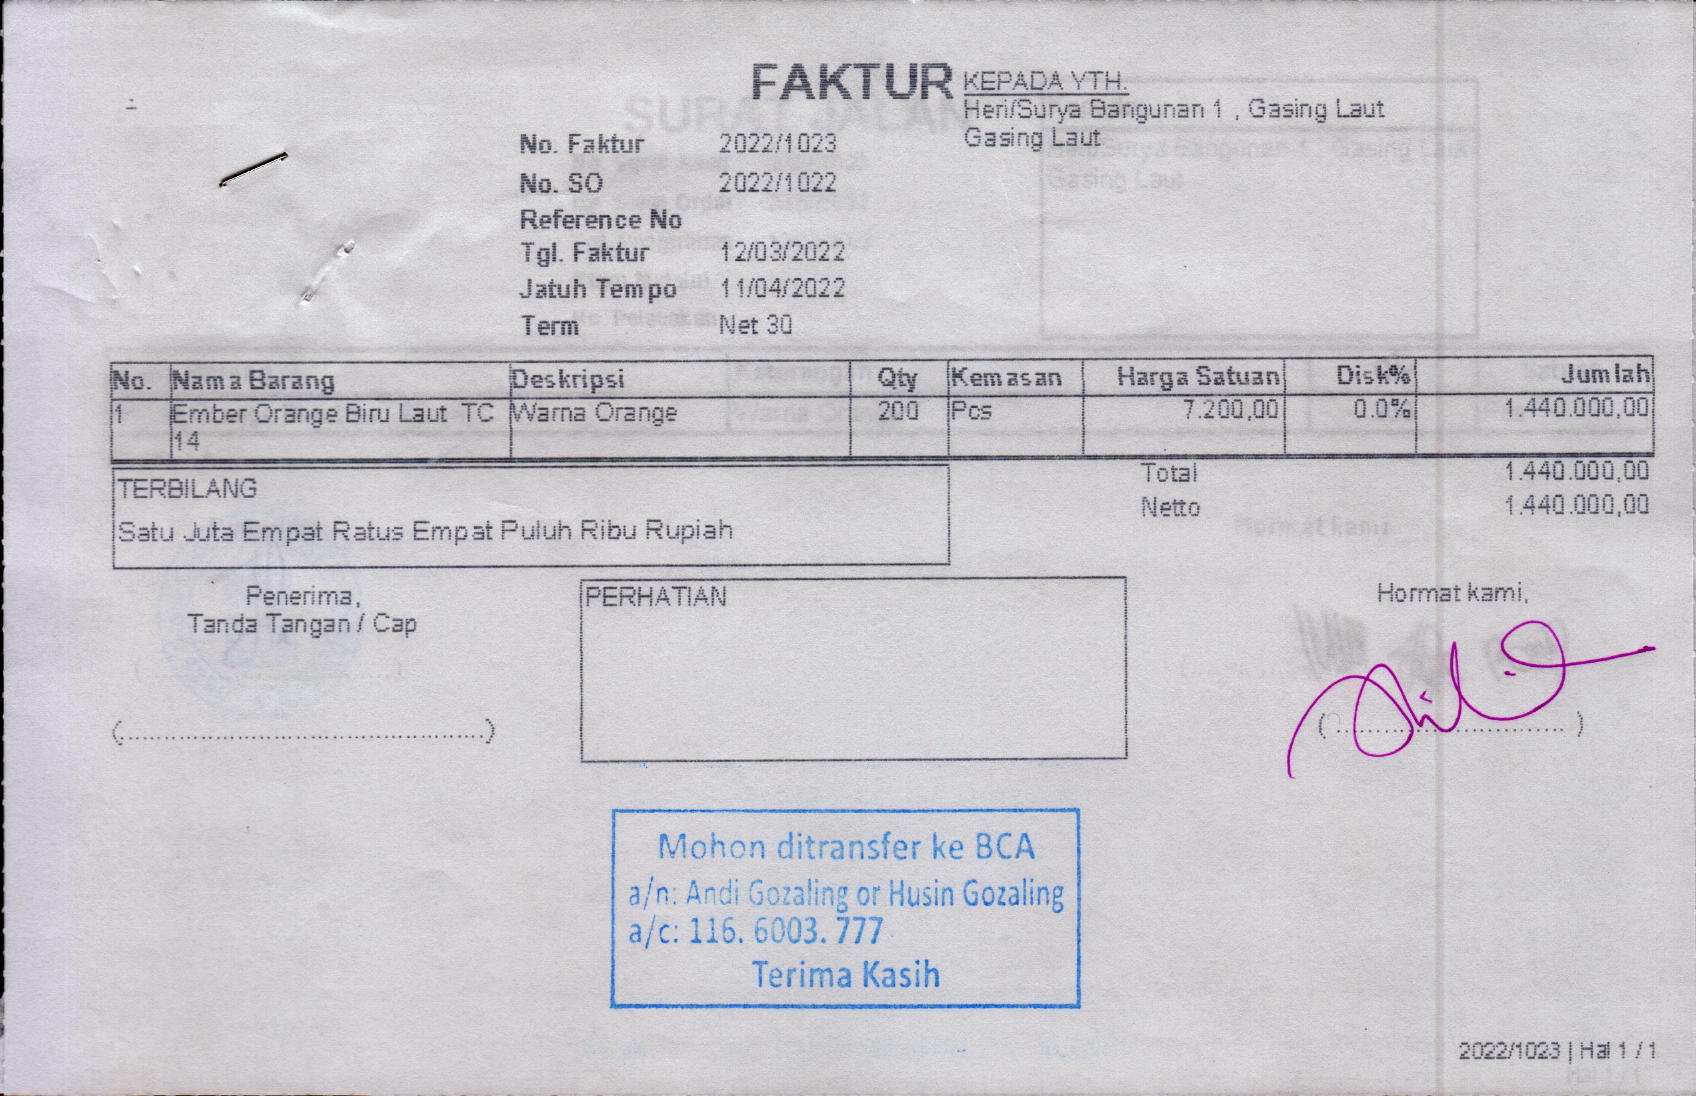 FAKTUR
KEPADA YTH.
Heri/Surya Bangunan 1 , Gasing Laut
Gasing Laut
No. Faktur 2022/1023
No. SO 2022/1022
Reference No
Tgl. Faktur 12/03/2022
Jatuh Tempo 11/04/2022
Term Net 30
No. Nama Barang Deskripsi Qty Kemasan Harga Satuan Disk% Jumlah
1 Ember Orange Biru Laut TC Warna Orange 200 Pcs 7.200,00 0.0% 1.440.000,00
14
Total 1.440.000,00
Netto 1.440.000,00
TERBILANG
Satu Juta Empat Ratus Empat Puluh Ribu Rupiah
Penerima,
Tanda Tangan / Cap
(................................................)
PERHATIAN
Hormat kami,
(..............................)
Mohon ditransfer ke BCA
a/n: Andi Gozaling or Husin Gozaling
a/c: 116. 6003. 777
Terima Kasih
2022/1023 | Hal 1 / 1